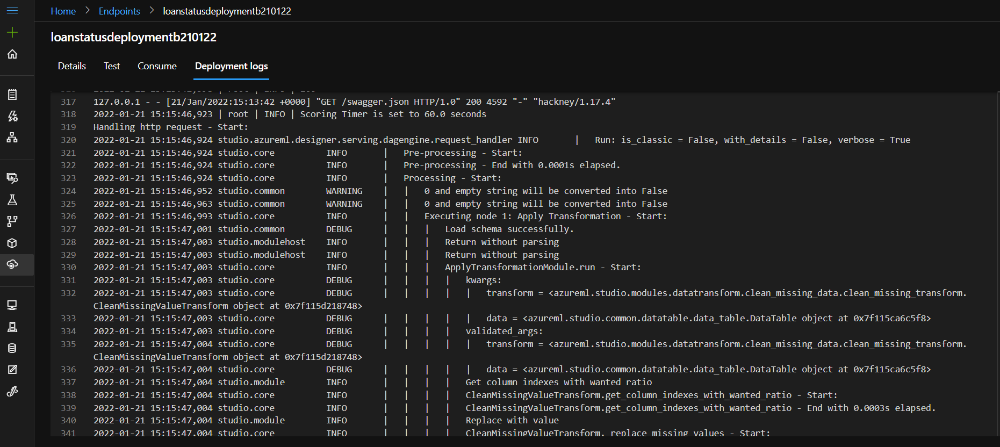 Home > Endpoints > loanstatusdeploymentb210122
loanstatusdeploymentb210122
Details Test Consume Deployment logs
317 127.0.0.1 - - [21/Jan/2022:15:13:42 +0000] "GET /swagger.json HTTP/1.0" 200 4592 "-" "hackney/1.17.4"
318 2022-01-21 15:15:46,923 | root | INFO | Scoring Timer is set to 60.0 seconds
319 Handling http request - Start:
320 2022-01-21 15:15:46,924 studio.azureml.designer.serving.dagengine.request_handler INFO | Run: is_classic = False, with_details = False, verbose = True
321 2022-01-21 15:15:46,924 studio.core INFO | Pre-processing - Start:
322 2022-01-21 15:15:46,924 studio.core INFO | Pre-processing - End with 0.0001s elapsed.
323 2022-01-21 15:15:46,924 studio.core INFO | Processing - Start:
324 2022-01-21 15:15:46,952 studio.common WARNING | | 0 and empty string will be converted into False
325 2022-01-21 15:15:46,963 studio.common WARNING | | 0 and empty string will be converted into False
326 2022-01-21 15:15:46,993 studio.core INFO | | Executing node 1: Apply Transformation - Start:
327 2022-01-21 15:15:47,001 studio.common DEBUG | | | Load schema successfully.
328 2022-01-21 15:15:47,003 studio.modulehost INFO | | | Return without parsing
329 2022-01-21 15:15:47,003 studio.modulehost INFO | | | Return without parsing
330 2022-01-21 15:15:47,003 studio.core INFO | | | ApplyTransformationModule.run - Start:
331 2022-01-21 15:15:47,003 studio.core DEBUG | | | | kwargs:
332 2022-01-21 15:15:47,003 studio.core DEBUG | | | | | transform = <azureml.studio.modules.datatransform.clean_missing_data.clean_missing_transform.
CleanMissingValueTransform object at 0x7f115d218748>
333 2022-01-21 15:15:47,003 studio.core DEBUG | | | | | data = <azureml.studio.common.datatable.data_table.DataTable object at 0x7f115ca6c5f8>
334 2022-01-21 15:15:47,003 studio.core DEBUG | | | | validated_args:
335 2022-01-21 15:15:47,004 studio.core DEBUG | | | | | transform = <azureml.studio.modules.datatransform.clean_missing_data.clean_missing_transform.
CleanMissingValueTransform object at 0x7f115d218748>
336 2022-01-21 15:15:47,004 studio.core DEBUG | | | | | data = <azureml.studio.common.datatable.data_table.DataTable object at 0x7f115ca6c5f8>
337 2022-01-21 15:15:47,004 studio.module INFO | | | | Get column indexes with wanted ratio
338 2022-01-21 15:15:47,004 studio.core INFO | | | | CleanMissingValueTransform.get_column_indexes_with_wanted_ratio - Start:
339 2022-01-21 15:15:47,004 studio.core INFO | | | | CleanMissingValueTransform.get_column_indexes_with_wanted_ratio - End with 0.0003s elapsed.
340 2022-01-21 15:15:47,004 studio.module INFO | | | | Replace with value
341 2022-01-21 15:15:47,004 studio.core INFO | | | | CleanMissingValueTransform._replace_missing_values - Start: